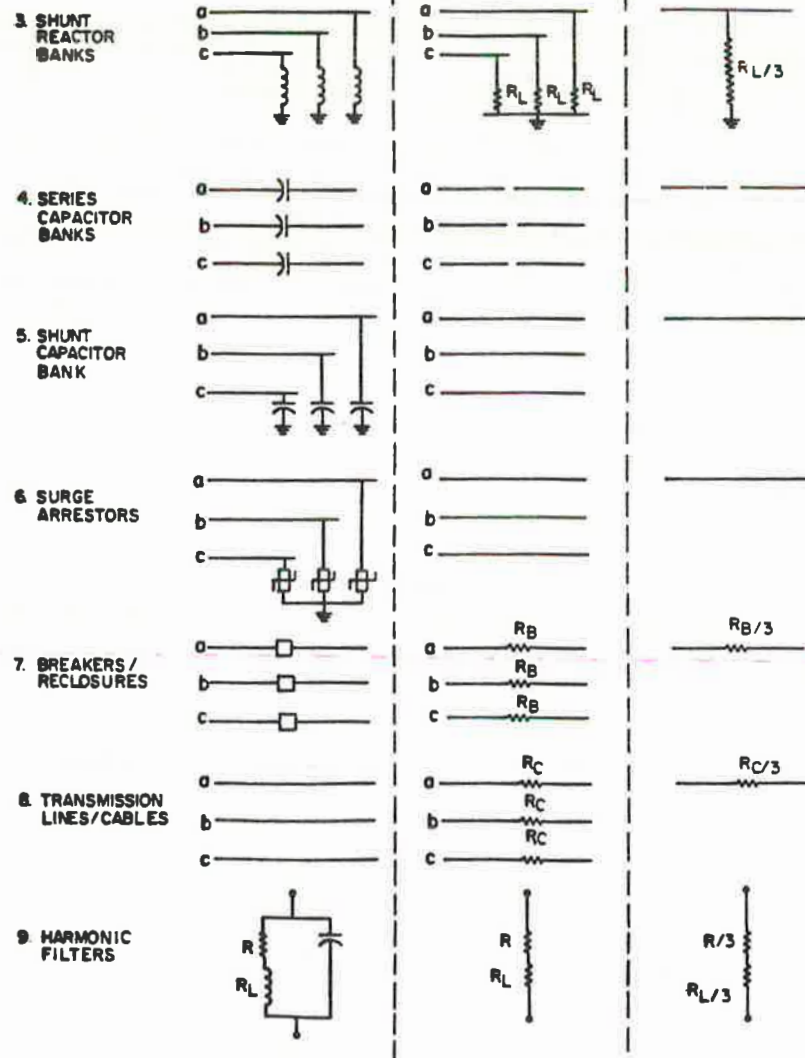 3. SHUNT
REACTOR
BANKS
a
b
c
a
b
c
RL RL RL
RL/3
4. SERIES
CAPACITOR
BANKS
a
b
c
a
b
c
5. SHUNT
CAPACITOR
BANK
a
b
c
a
b
c
6 SURGE
ARRESTORS
a
b
c
a
b
c
7. BREAKERS/
RECLOSURES
a
b
c
a
b
c
RB
RB
RB
RB/3
8. TRANSMISSION
LINES/CABLES
a
b
c
a
b
c
RC
RC
RC
RC/3
9. HARMONIC
FILTERS
R
RL
R
RL
R/3
RL/3